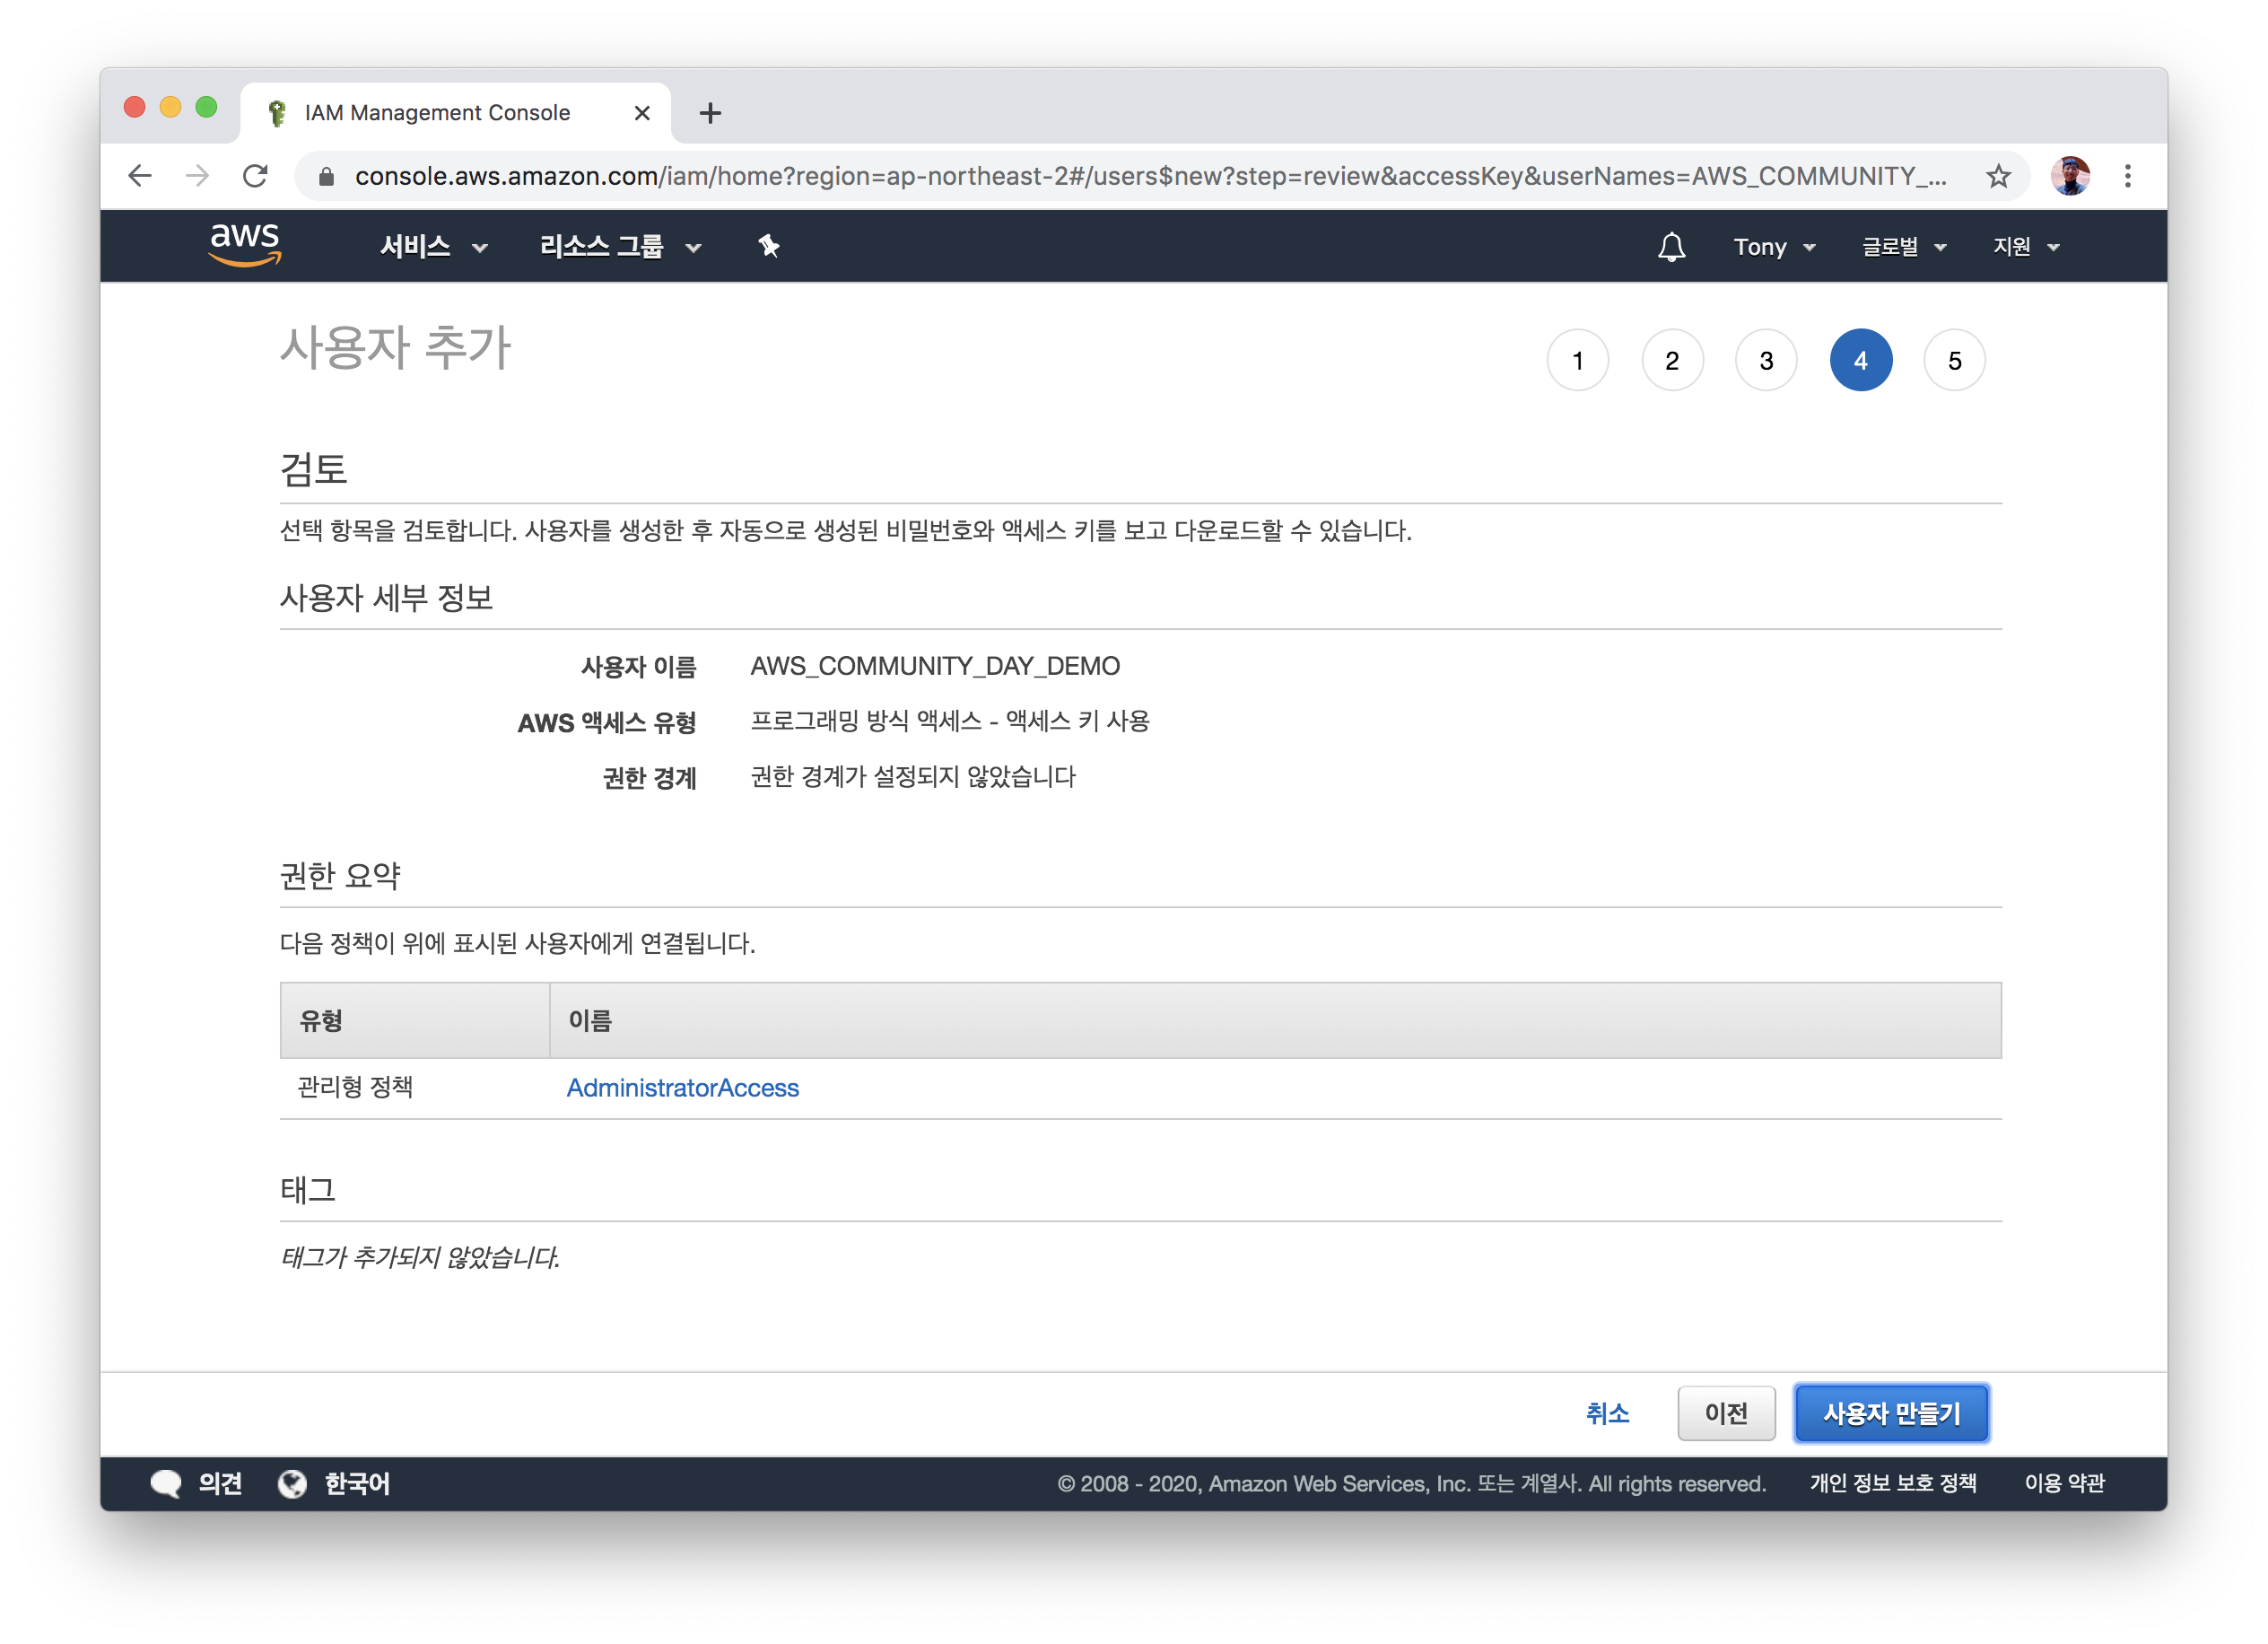 IAM Management Console
console.aws.amazon.com/iam/home?region=ap-northeast-2#/users$new?step=review&accessKey&userNames=AWS_COMMUNITY_...
aws 서비스 리소스 그룹 Tony 글로벌 지원
사용자 추가 1 2 3 4 5
검토
선택 항목을 검토합니다. 사용자를 생성한 후 자동으로 생성된 비밀번호와 액세스 키를 보고 다운로드할 수 있습니다.
사용자 세부 정보
사용자 이름 AWS_COMMUNITY_DAY_DEMO
AWS 액세스 유형 프로그래밍 방식 액세스 - 액세스 키 사용
권한 경계 권한 경계가 설정되지 않았습니다
권한 요약
다음 정책이 위에 표시된 사용자에게 연결됩니다.
유형 이름
관리형 정책 AdministratorAccess
태그
태그가 추가되지 않았습니다.
취소 이전 사용자 만들기
의견 한국어 © 2008 - 2020, Amazon Web Services, Inc. 또는 계열사. All rights reserved. 개인 정보 보호 정책 이용 약관